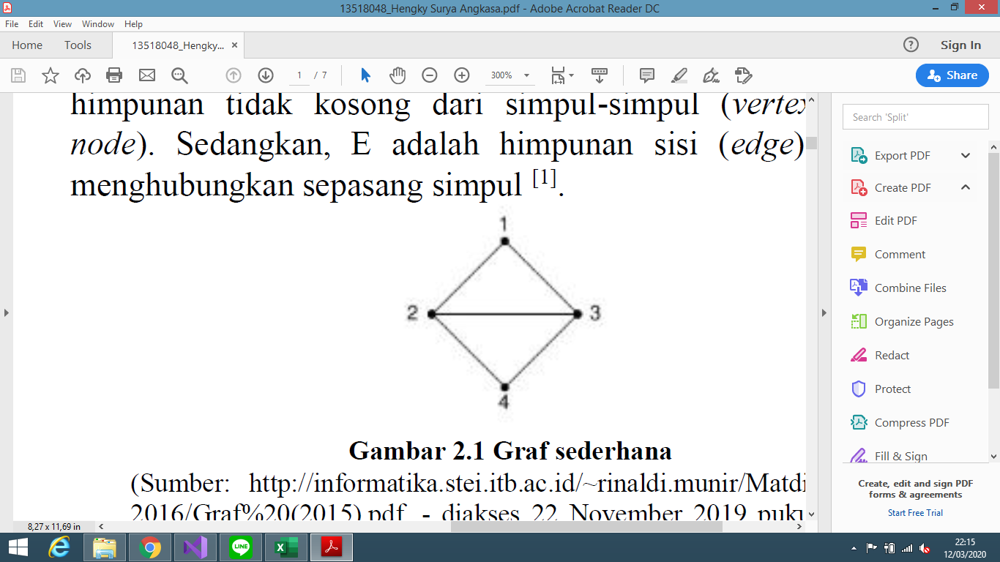 13518048_Hengky Surya Angkasa.pdf - Adobe Acrobat Reader DC
File Edit View Window Help
Home Tools 13518048_Hengky... × Sign In
1 / 7 300% Share
himpunan tidak kosong dari simpul-simpul (vertex
node). Sedangkan, E adalah himpunan sisi (edge)
menghubungkan sepasang simpul [1].
1
2 3
4
Gambar 2.1 Graf sederhana
(Sumber: http://informatika.stei.itb.ac.id/~rinaldi.munir/Matdi
2016/Graf%20(2015).pdf - diakses 22 November 2019 puku
8,27 x 11,69 in
Search 'Split'
Export PDF
Create PDF
Edit PDF
Comment
Combine Files
Organize Pages
Redact
Protect
Compress PDF
Fill & Sign
Create, edit and sign PDF
forms & agreements
Start Free Trial
LINE
22:15
12/03/2020